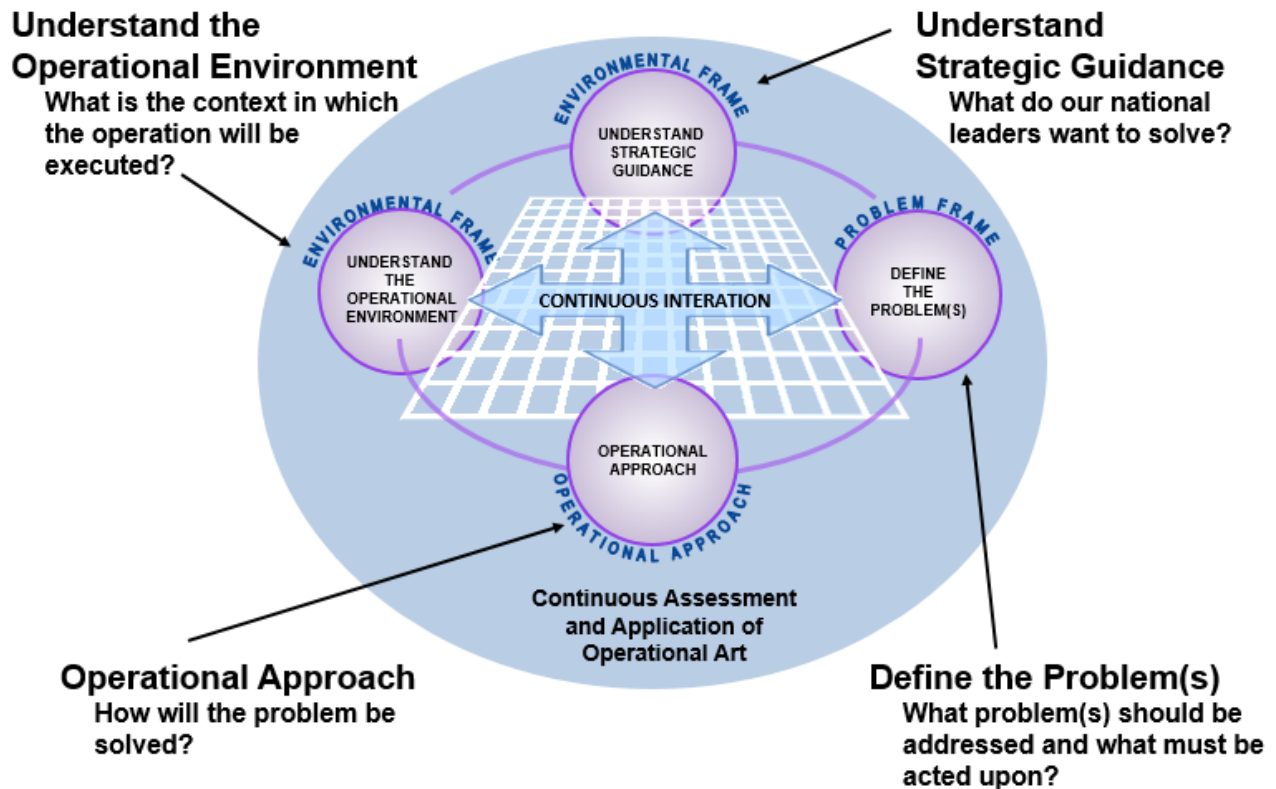 Understand the
Operational Environment
What is the context in which
the operation will be
executed?
Understand
Strategic Guidance
What do our national
leaders want to solve?
ENVIRONMENTAL FRAME
UNDERSTAND
STRATEGIC
GUIDANCE
ENVIRONMENTAL FRAME
UNDERSTAND
THE
OPERATIONAL
ENVIRONMENT
CONTINUOUS INTERATION
PROBLEM FRAME
DEFINE
THE
PROBLEM(S)
OPERATIONAL
APPROACH
OPERATIONAL APPROACH
Continuous Assessment
and Application of
Operational Art
Operational Approach
How will the problem be
solved?
Define the Problem(s)
What problem(s) should be
addressed and what must be
acted upon?